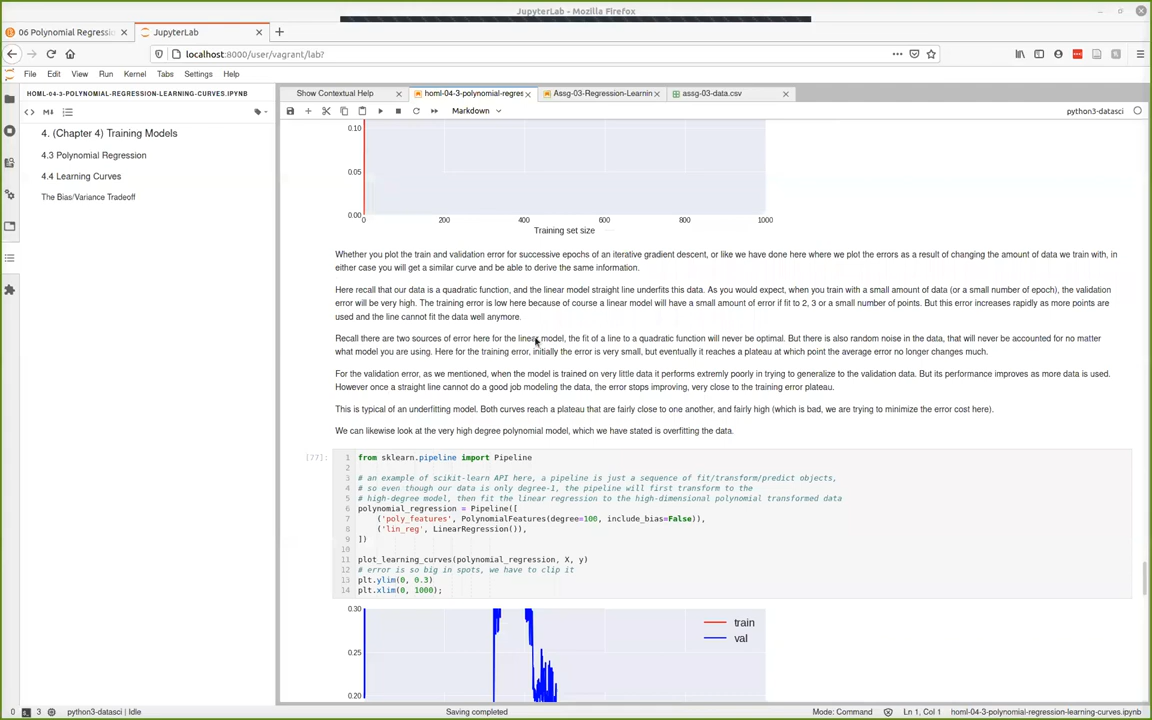 JupyterLab - Mozilla Firefox
06 Polynomial Regressi
JupyterLab
localhost:8000/user/vagrant/lab?
File Edit View Run Kernel Tabs Settings Help
HOML-04-3-POLYNOMIAL-REGRESSION-LEARNING-CURVES.IPYNB
4. (Chapter 4) Training Models
4.3 Polynomial Regression
4.4 Learning Curves
The Bias/Variance Tradeoff
Show Contextual Help
homl-04-3-polynomial-regres
Assg-03-Regression-Learnin
assg-03-data.csv
Markdown
python3-datasci
0.10
0.05
0.00
0 200 400 600 800 1000
Training set size
Whether you plot the train and validation error for successive epochs of an iterative gradient descent, or like we have done here where we plot the errors as a result of changing the amount of data we train with, in
either case you will get a similar curve and be able to derive the same information.
Here recall that our data is a quadratic function, and the linear model straight line underfits this data. As you would expect, when you train with a small amount of data (or a small number of epoch), the validation
error will be very high. The training error is low here because of course a linear model will have a small amount of error if fit to 2, 3 or a small number of points. But this error increases rapidly as more points are
used and the line cannot fit the data well anymore.
Recall there are two sources of error here for the linear model, the fit of a line to a quadratic function will never be optimal. But there is also random noise in the data, that will never be accounted for no matter
what model you are using. Here for the training error, initially the error is very small, but eventually it reaches a plateau at which point the average error no longer changes much.
For the validation error, as we mentioned, when the model is trained on very little data it performs extremly poorly in trying to generalize to the validation data. But its performance improves as more data is used.
However once a straight line cannot do a good job modeling the data, the error stops improving, very close to the training error plateau.
This is typical of an underfitting model. Both curves reach a plateau that are fairly close to one another, and fairly high (which is bad, we are trying to minimize the error cost here).
We can likewise look at the very high degree polynomial model, which we have stated is overfitting the data.
[77]:
1 from sklearn.pipeline import Pipeline
2
3 # an example of scikit-learn API here, a pipeline is just a sequence of fit/transform/predict objects,
4 # so even though our data is only degree-1, the pipeline will first transform to the
5 # high-degree model, then fit the linear regression to the high-dimensional polynomial transformed data
6 polynomial_regression = Pipeline([
7 ('poly_features', PolynomialFeatures(degree=100, include_bias=False)),
8 ('lin_reg', LinearRegression()),
9 ])
10
11 plot_learning_curves(polynomial_regression, X, y)
12 # error is so big in spots, we have to clip it
13 plt.ylim(0, 0.3)
14 plt.xlim(0, 1000);
0.30
train
val
0.25
0.20
0 3 python3-datasci | Idle
Saving completed
Mode: Command
Ln 1, Col 1
homl-04-3-polynomial-regression-learning-curves.ipynb